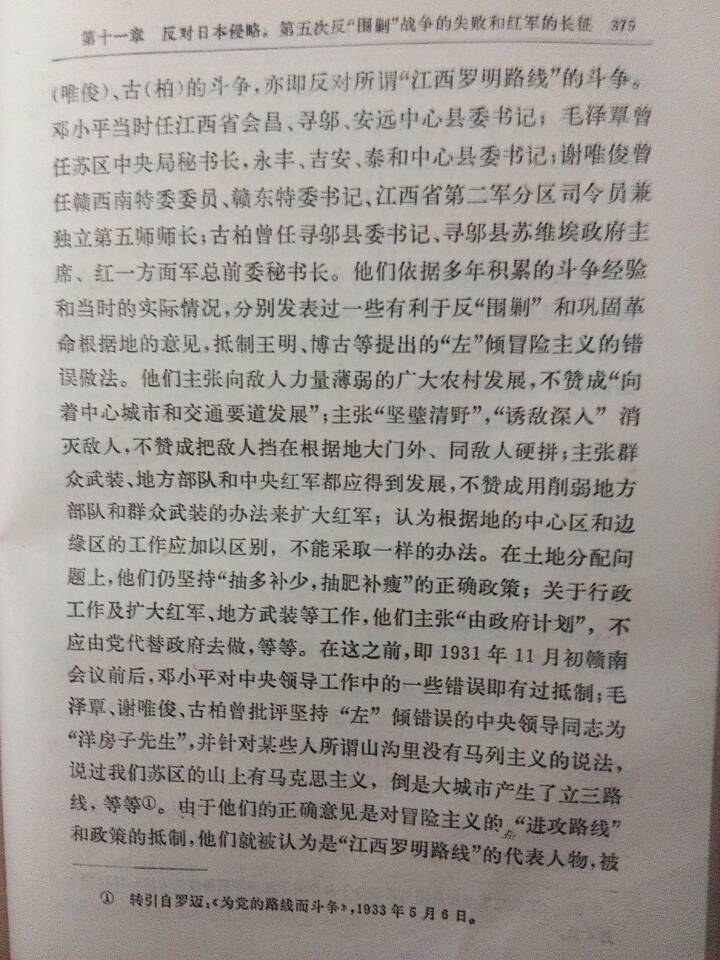 第十一章 反对日本侵略。第五次反“围剿”战争的失败和红军的长征 375
(唯俊)、古(柏)的斗争,亦即反对所谓“江西罗明路线”的斗争。
邓小平当时任江西省会昌、寻邬、安远中心县委书记;毛泽覃曾
任苏区中央局秘书长,永丰、吉安、泰和中心县委书记;谢唯俊曾
任赣西南特委委员、赣东特委书记、江西省第二军分区司令员兼
独立第五师师长;古柏曾任寻邬县委书记、寻邬县苏维埃政府主
席、红一方面军总前委秘书长。他们依据多年积累的斗争经验
和当时的实际情况,分别发表过一些有利于反“围剿”和巩固革
命根据地的意见,抵制王明、博古等提出的“左”倾冒险主义的错
误做法。他们主张向敌人力量薄弱的广大农村发展,不赞成“向
着中心城市和交通要道发展”;主张“坚壁清野”,“诱敌深入”消
灭敌人,不赞成把敌人挡在根据地大门外、同敌人硬拼;主张群
众武装、地方部队和中央红军都应得到发展,不赞成用削弱地方
部队和群众武装的办法来扩大红军;认为根据地的中心区和边
缘区的工作应加以区别,不能采取一样的办法。在土地分配问
题上,他们仍坚持“抽多补少,抽肥补瘦”的正确政策;关于行政
工作及扩大红军、地方武装等工作,他们主张“由政府计划”,不
应由党代替政府去做,等等。在这之前,即1931年11月初赣南
会议前后,邓小平对中央领导工作中的一些错误即有过抵制;毛
泽覃、谢唯俊、古柏曾批评坚持“左”倾错误的中央领导同志为
“洋房子先生”,并针对某些人所谓山沟里没有马列主义的说法,
说过我们苏区的山上有马克思主义,倒是大城市产生了立三路
线,等等①。由于他们的正确意见是对冒险主义的“进攻路线”
和政策的抵制,他们就被认为是“江西罗明路线”的代表人物,被
① 转引自罗迈:《为党的路线而斗争》,1933年5月6日。